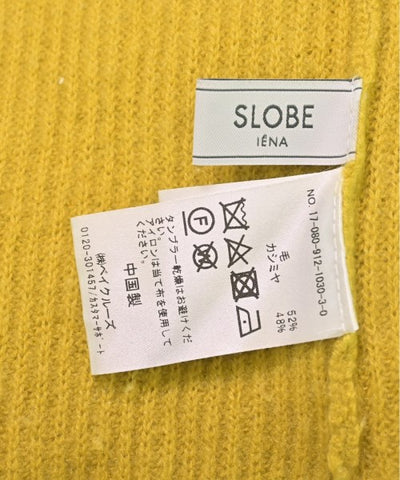 SLOBE
IÉNA
NO. 17-080-912-1030-3-0
毛 52%
カシミヤ 48%
F
タンブラー乾燥はお避けくだ
さい。
アイロンは当て布を使用して
ください。
中国製
㈱ベイクルーズ
0120-301457/カスタマーサポート